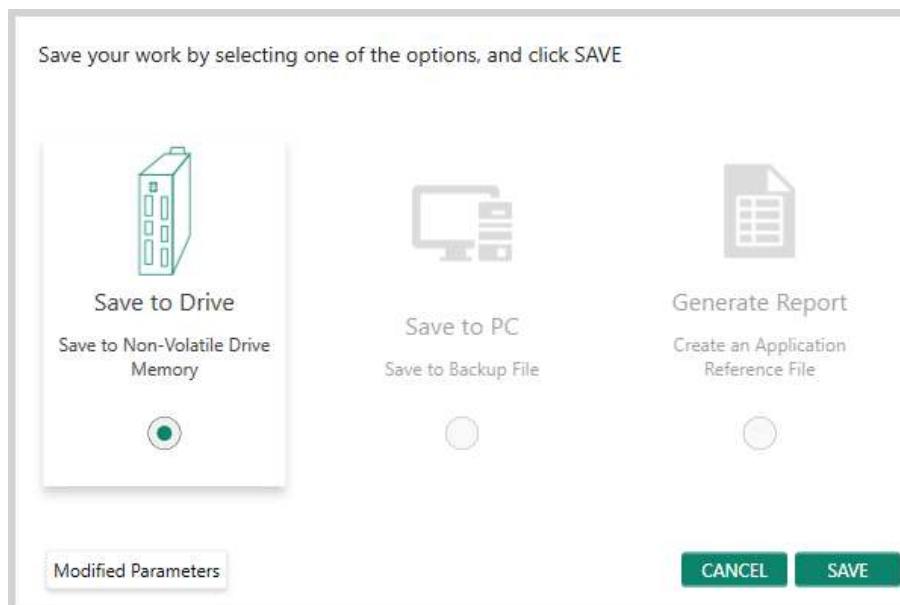 Save your work by selecting one of the options, and click SAVE
Save to Drive
Save to Non-Volatile Drive
Memory
Save to PC
Save to Backup File
Generate Report
Create an Application
Reference File
Modified Parameters
CANCEL
SAVE